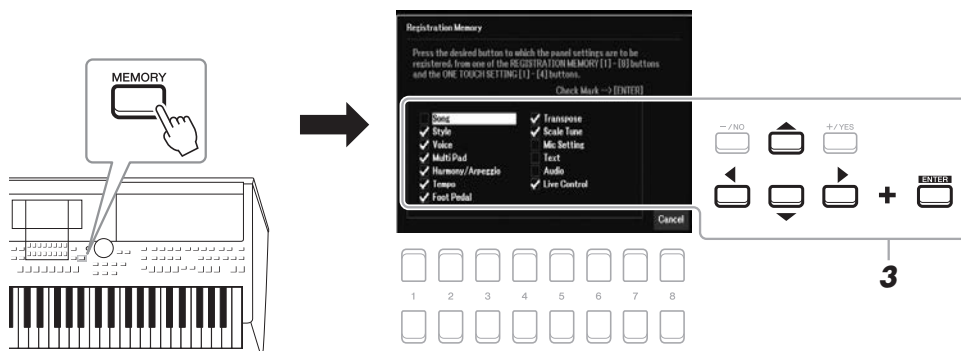 MEMORY
Registration Memory
Press the desired button to which the panel settings are to be
registered, from one of the REGISTRATION MEMORY [1] - [8] buttons
and the ONE TOUCH SETTING [1] - [4] buttons.
Check Mark --> [ENTER]
Song
Style
Voice
Multi Pad
Harmony/Arpeggio
Tempo
Foot Pedal
Transpose
Scale Tune
Mic Setting
Text
Audio
Live Control
Cancel
-/NO
+/YES
+
ENTER
3
1 2 3 4 5 6 7 8